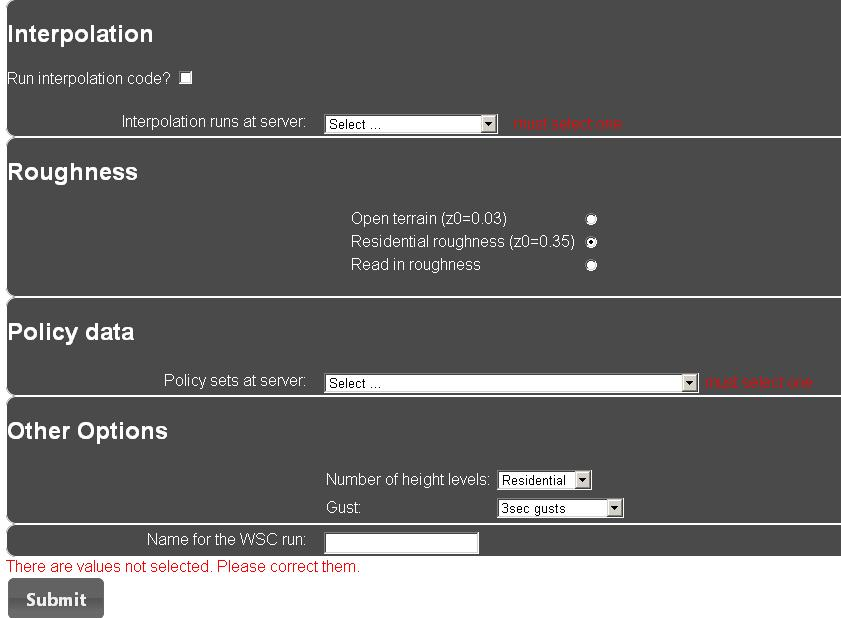 Interpolation
Run interpolation code?
Interpolation runs at server: Select ... must select one
Roughness
Open terrain (z0=0.03)
Residential roughness (z0=0.35)
Read in roughness
Policy data
Policy sets at server: Select ... must select one
Other Options
Number of height levels: Residential
Gust: 3sec gusts
Name for the WSC run:
There are values not selected. Please correct them.
Submit